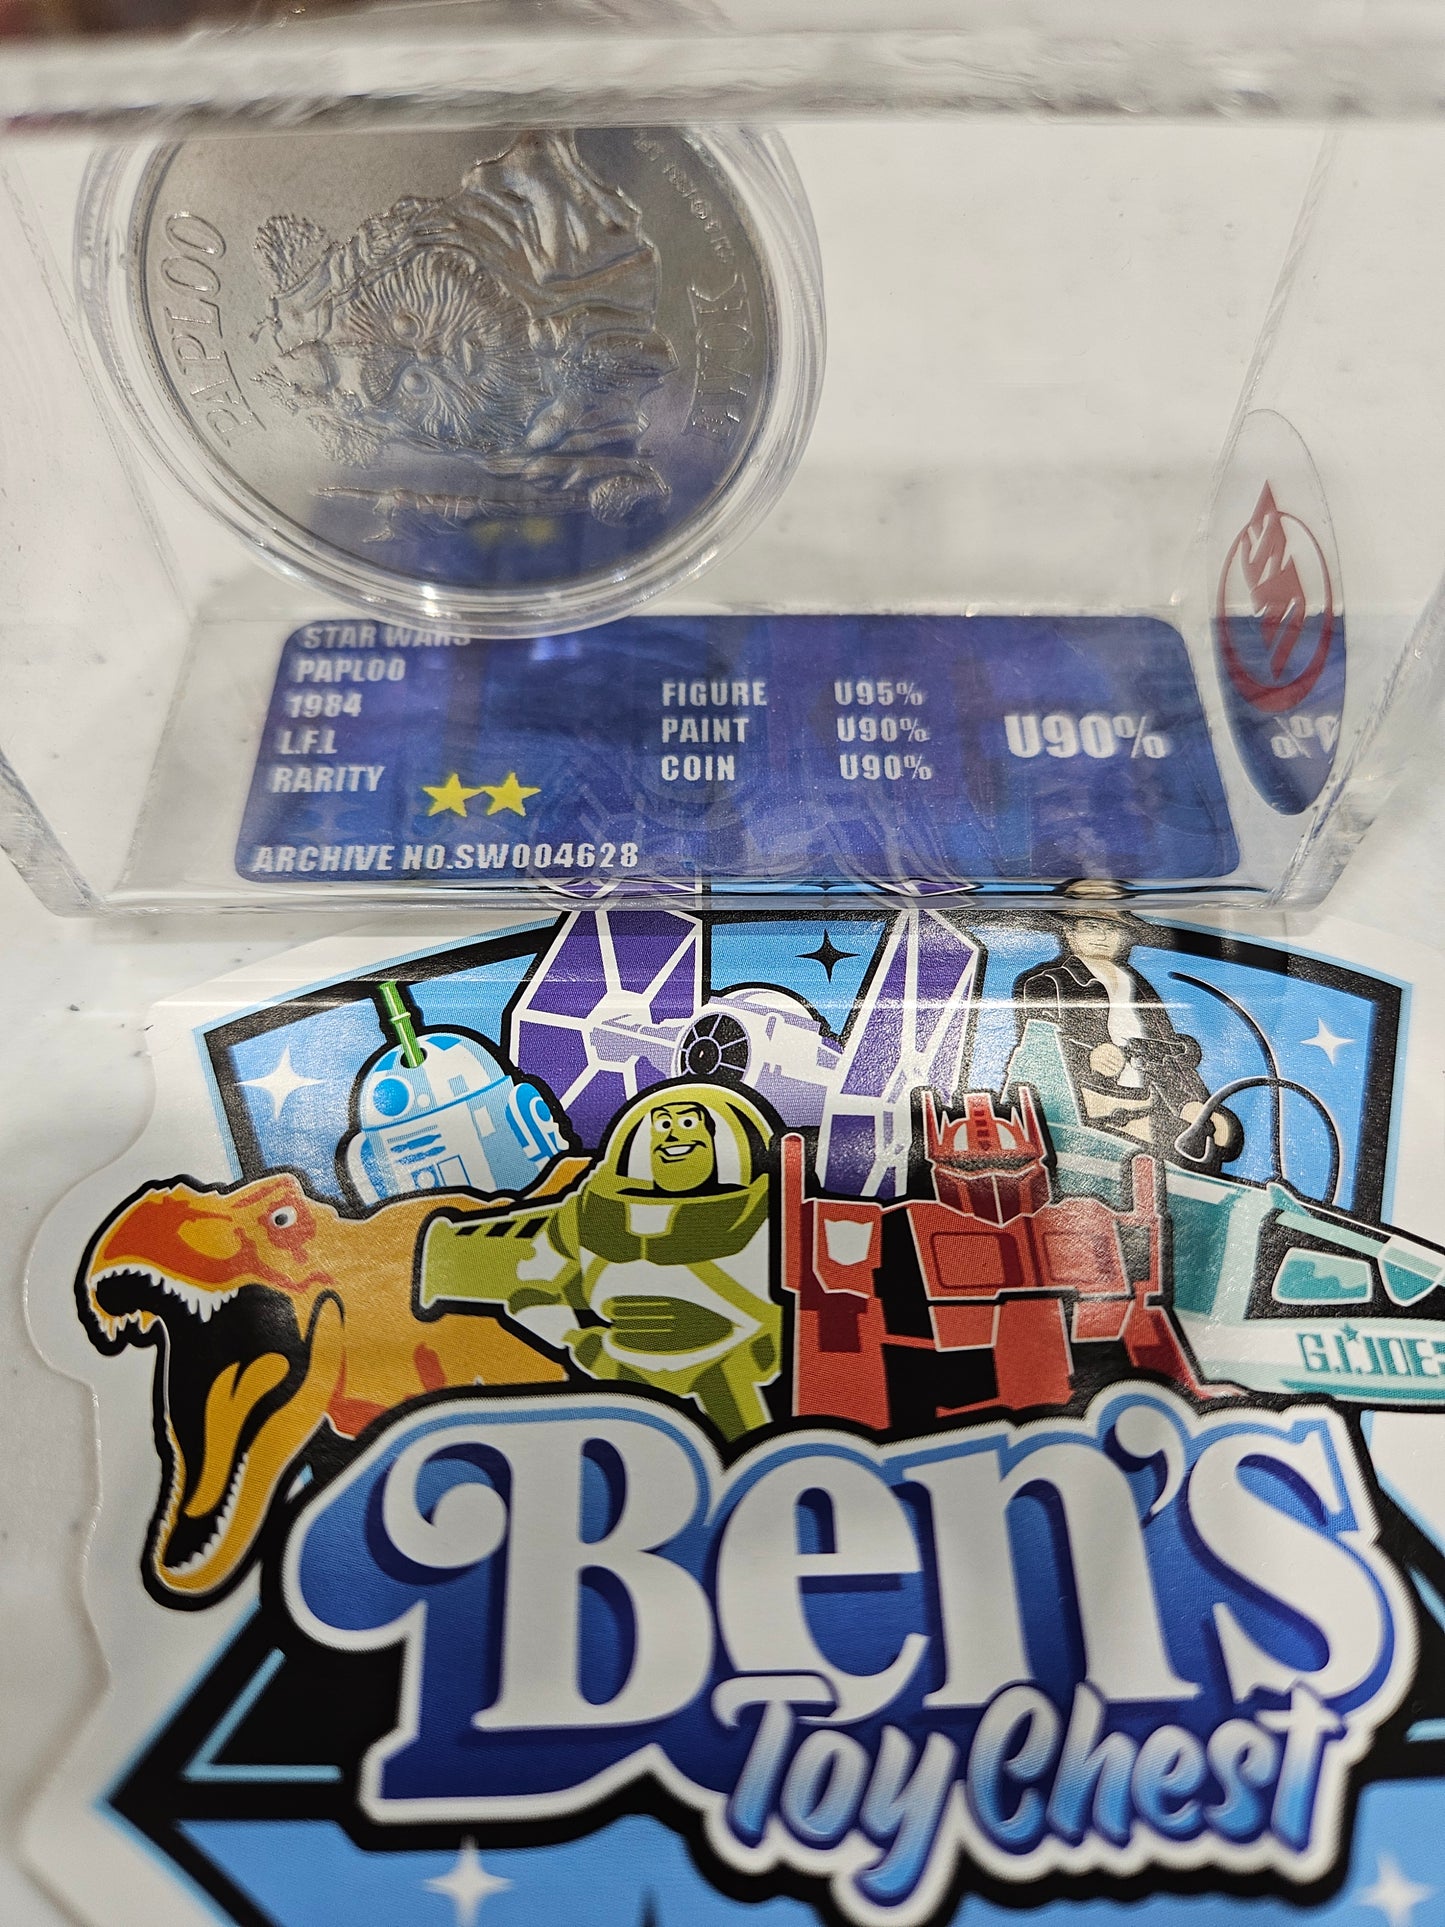 PAPLOO
EWOK
STAR WARS
PAPLOO
1984
L.F.L
RARITY
FIGURE U95%
PAINT U90%
COIN U90%
U90%
ARCHIVE NO.SW004628
G.I.JOE
Ben's
Toy Chest